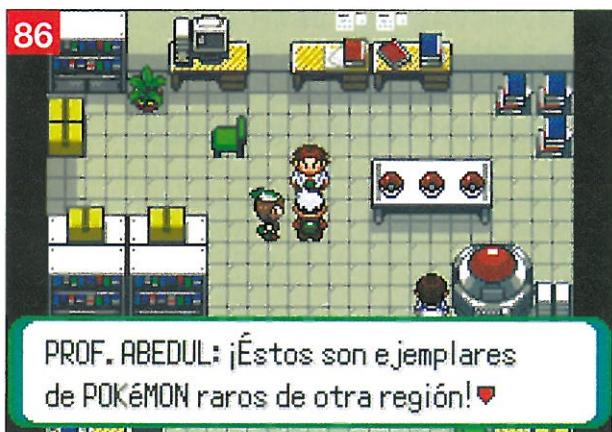 86
PROF. ABEDUL: ¡Éstos son ejemplares
de POKéMON raros de otra región!